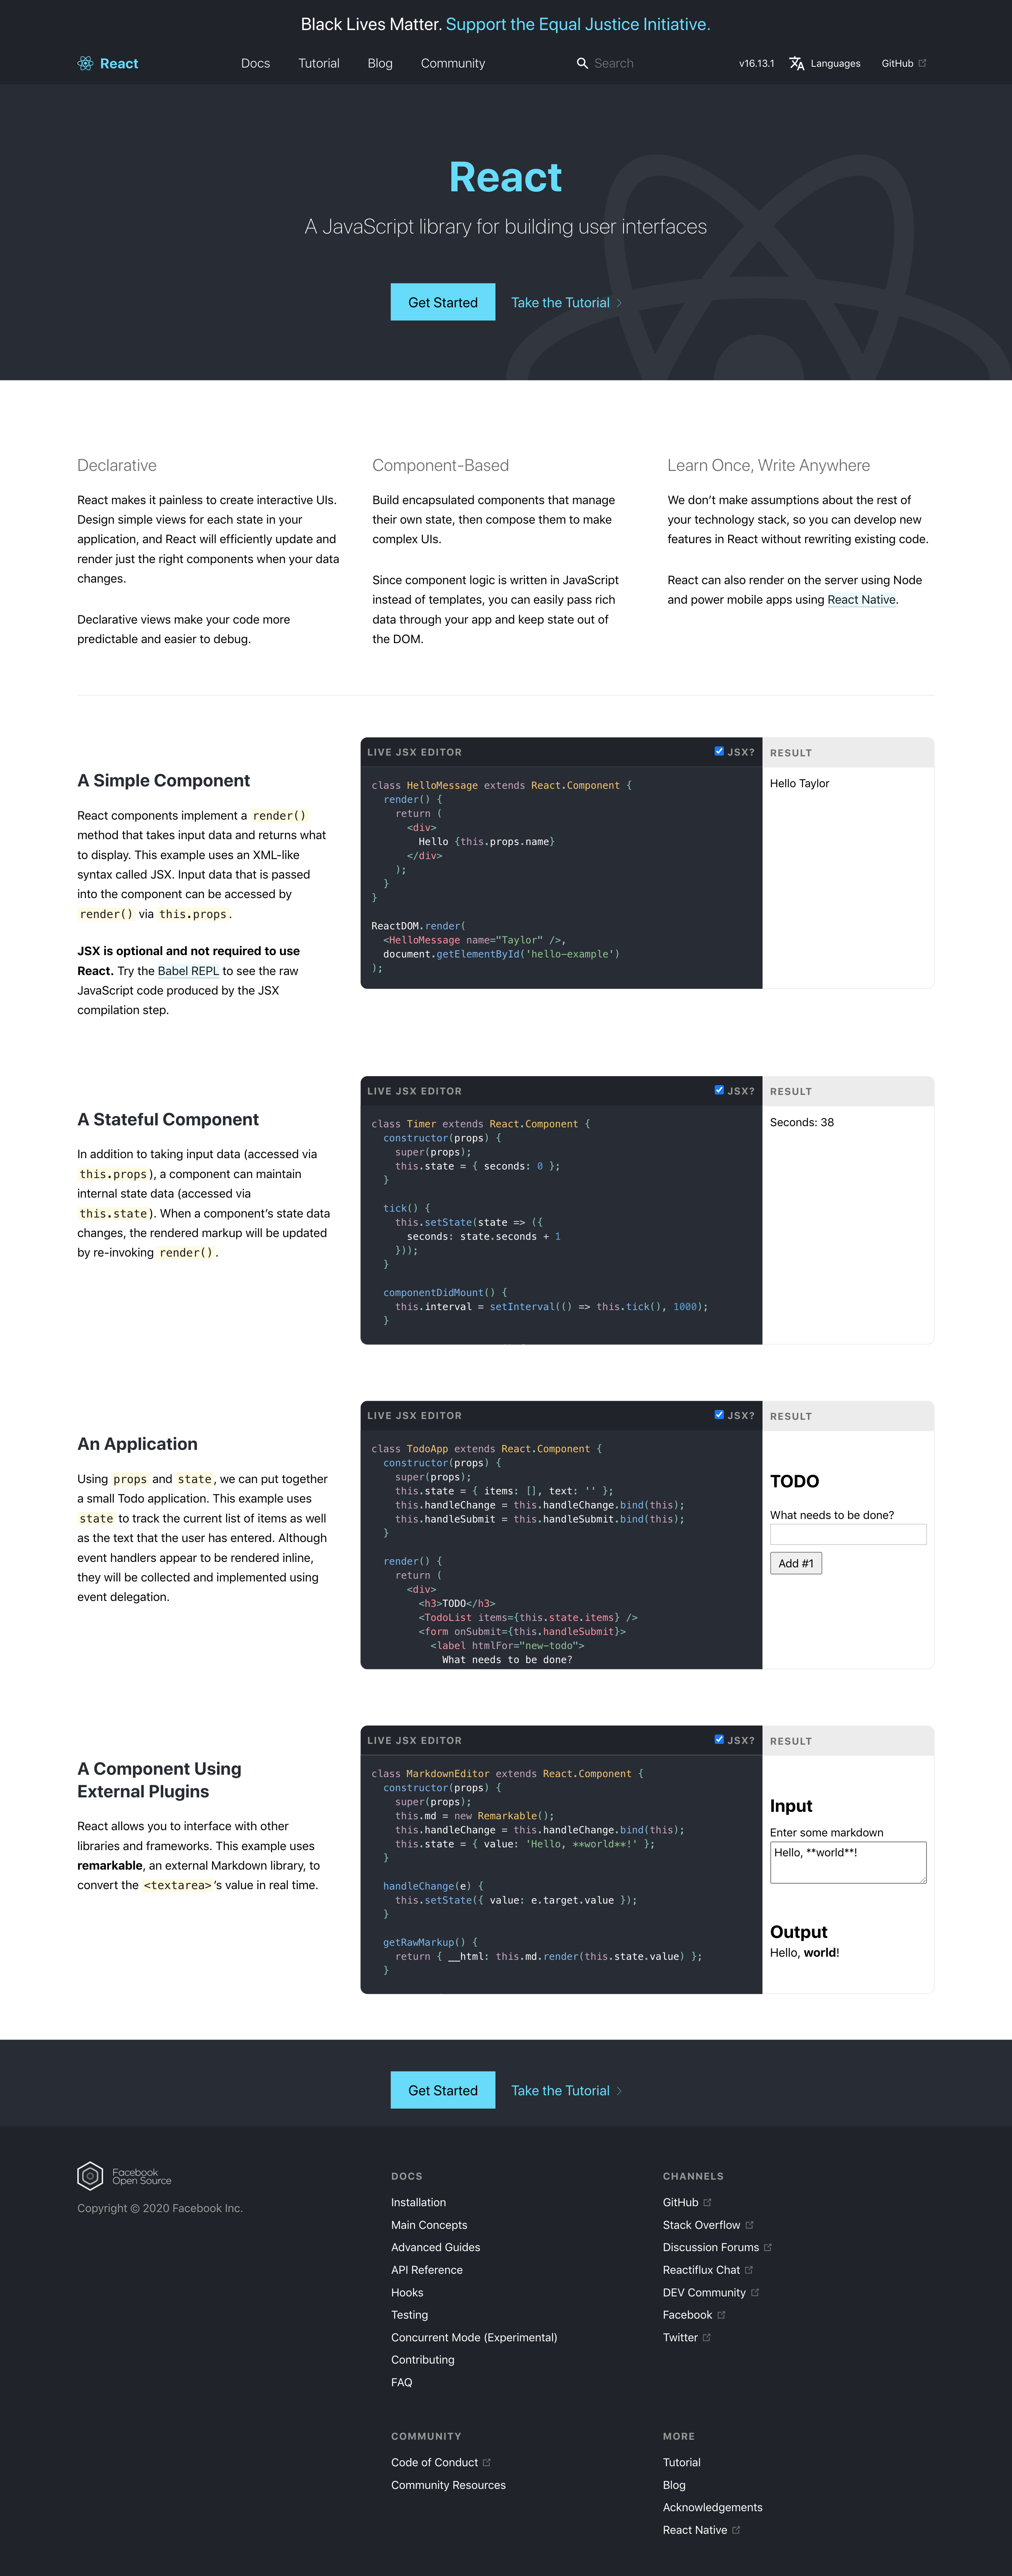 Black Lives Matter. Support the Equal Justice Initiative.
React
Docs
Tutorial
Blog
Community
Search
v16.13.1
Languages
GitHub
React
A JavaScript library for building user interfaces
Get Started
Take the Tutorial
Declarative
React makes it painless to create interactive UIs.
Design simple views for each state in your
application, and React will efficiently update and
render just the right components when your data
changes.
Declarative views make your code more
predictable and easier to debug.
Component-Based
Build encapsulated components that manage
their own state, then compose them to make
complex UIs.
Since component logic is written in JavaScript
instead of templates, you can easily pass rich
data through your app and keep state out of
the DOM.
Learn Once, Write Anywhere
We don’t make assumptions about the rest of
your technology stack, so you can develop new
features in React without rewriting existing code.
React can also render on the server using Node
and power mobile apps using React Native.
A Simple Component
React components implement a render()
method that takes input data and returns what
to display. This example uses an XML-like
syntax called JSX. Input data that is passed
into the component can be accessed by
render() via this.props.
JSX is optional and not required to use
React. Try the Babel REPL to see the raw
JavaScript code produced by the JSX
compilation step.
LIVE JSX EDITOR
JSX?
class HelloMessage extends React.Component {
  render() {
    return (
      <div>
        Hello {this.props.name}
      </div>
    );
  }
}
ReactDOM.render(
  <HelloMessage name="Taylor" />,
  document.getElementById('hello-example')
);
RESULT
Hello Taylor
A Stateful Component
In addition to taking input data (accessed via
this.props), a component can maintain
internal state data (accessed via
this.state). When a component’s state data
changes, the rendered markup will be updated
by re-invoking render().
LIVE JSX EDITOR
JSX?
class Timer extends React.Component {
  constructor(props) {
    super(props);
    this.state = { seconds: 0 };
  }
  tick() {
    this.setState(state => ({
      seconds: state.seconds + 1
    }));
  }
  componentDidMount() {
    this.interval = setInterval(() => this.tick(), 1000);
  }
RESULT
Seconds: 38
An Application
Using props and state, we can put together
a small Todo application. This example uses
state to track the current list of items as well
as the text that the user has entered. Although
event handlers appear to be rendered inline,
they will be collected and implemented using
event delegation.
LIVE JSX EDITOR
JSX?
class TodoApp extends React.Component {
  constructor(props) {
    super(props);
    this.state = { items: [], text: '' };
    this.handleChange = this.handleChange.bind(this);
    this.handleSubmit = this.handleSubmit.bind(this);
  }
  render() {
    return (
      <div>
        <h3>TODO</h3>
        <TodoList items={this.state.items} />
        <form onSubmit={this.handleSubmit}>
          <label htmlFor="new-todo">
            What needs to be done?
RESULT
TODO
What needs to be done?
Add #1
A Component Using
External Plugins
React allows you to interface with other
libraries and frameworks. This example uses
remarkable, an external Markdown library, to
convert the <textarea>’s value in real time.
LIVE JSX EDITOR
JSX?
class MarkdownEditor extends React.Component {
  constructor(props) {
    super(props);
    this.md = new Remarkable();
    this.handleChange = this.handleChange.bind(this);
    this.state = { value: 'Hello, **world**!' };
  }
  handleChange(e) {
    this.setState({ value: e.target.value });
  }
  getRawMarkup() {
    return { __html: this.md.render(this.state.value) };
  }
RESULT
Input
Enter some markdown
Hello, **world**!
Output
Hello, world!
Get Started
Take the Tutorial
Facebook
Open Source
Copyright © 2020 Facebook Inc.
DOCS
Installation
Main Concepts
Advanced Guides
API Reference
Hooks
Testing
Concurrent Mode (Experimental)
Contributing
FAQ
CHANNELS
GitHub
Stack Overflow
Discussion Forums
Reactiflux Chat
DEV Community
Facebook
Twitter
COMMUNITY
Code of Conduct
Community Resources
MORE
Tutorial
Blog
Acknowledgements
React Native